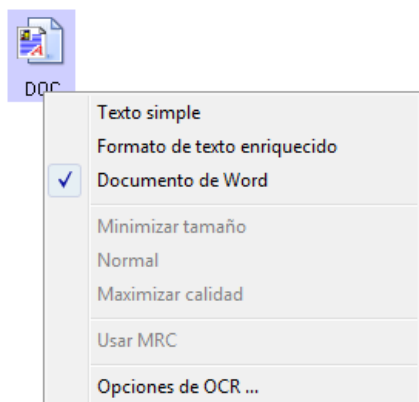 DOC
Texto simple
Formato de texto enriquecido
Documento de Word
Minimizar tamaño
Normal
Maximizar calidad
Usar MRC
Opciones de OCR ...